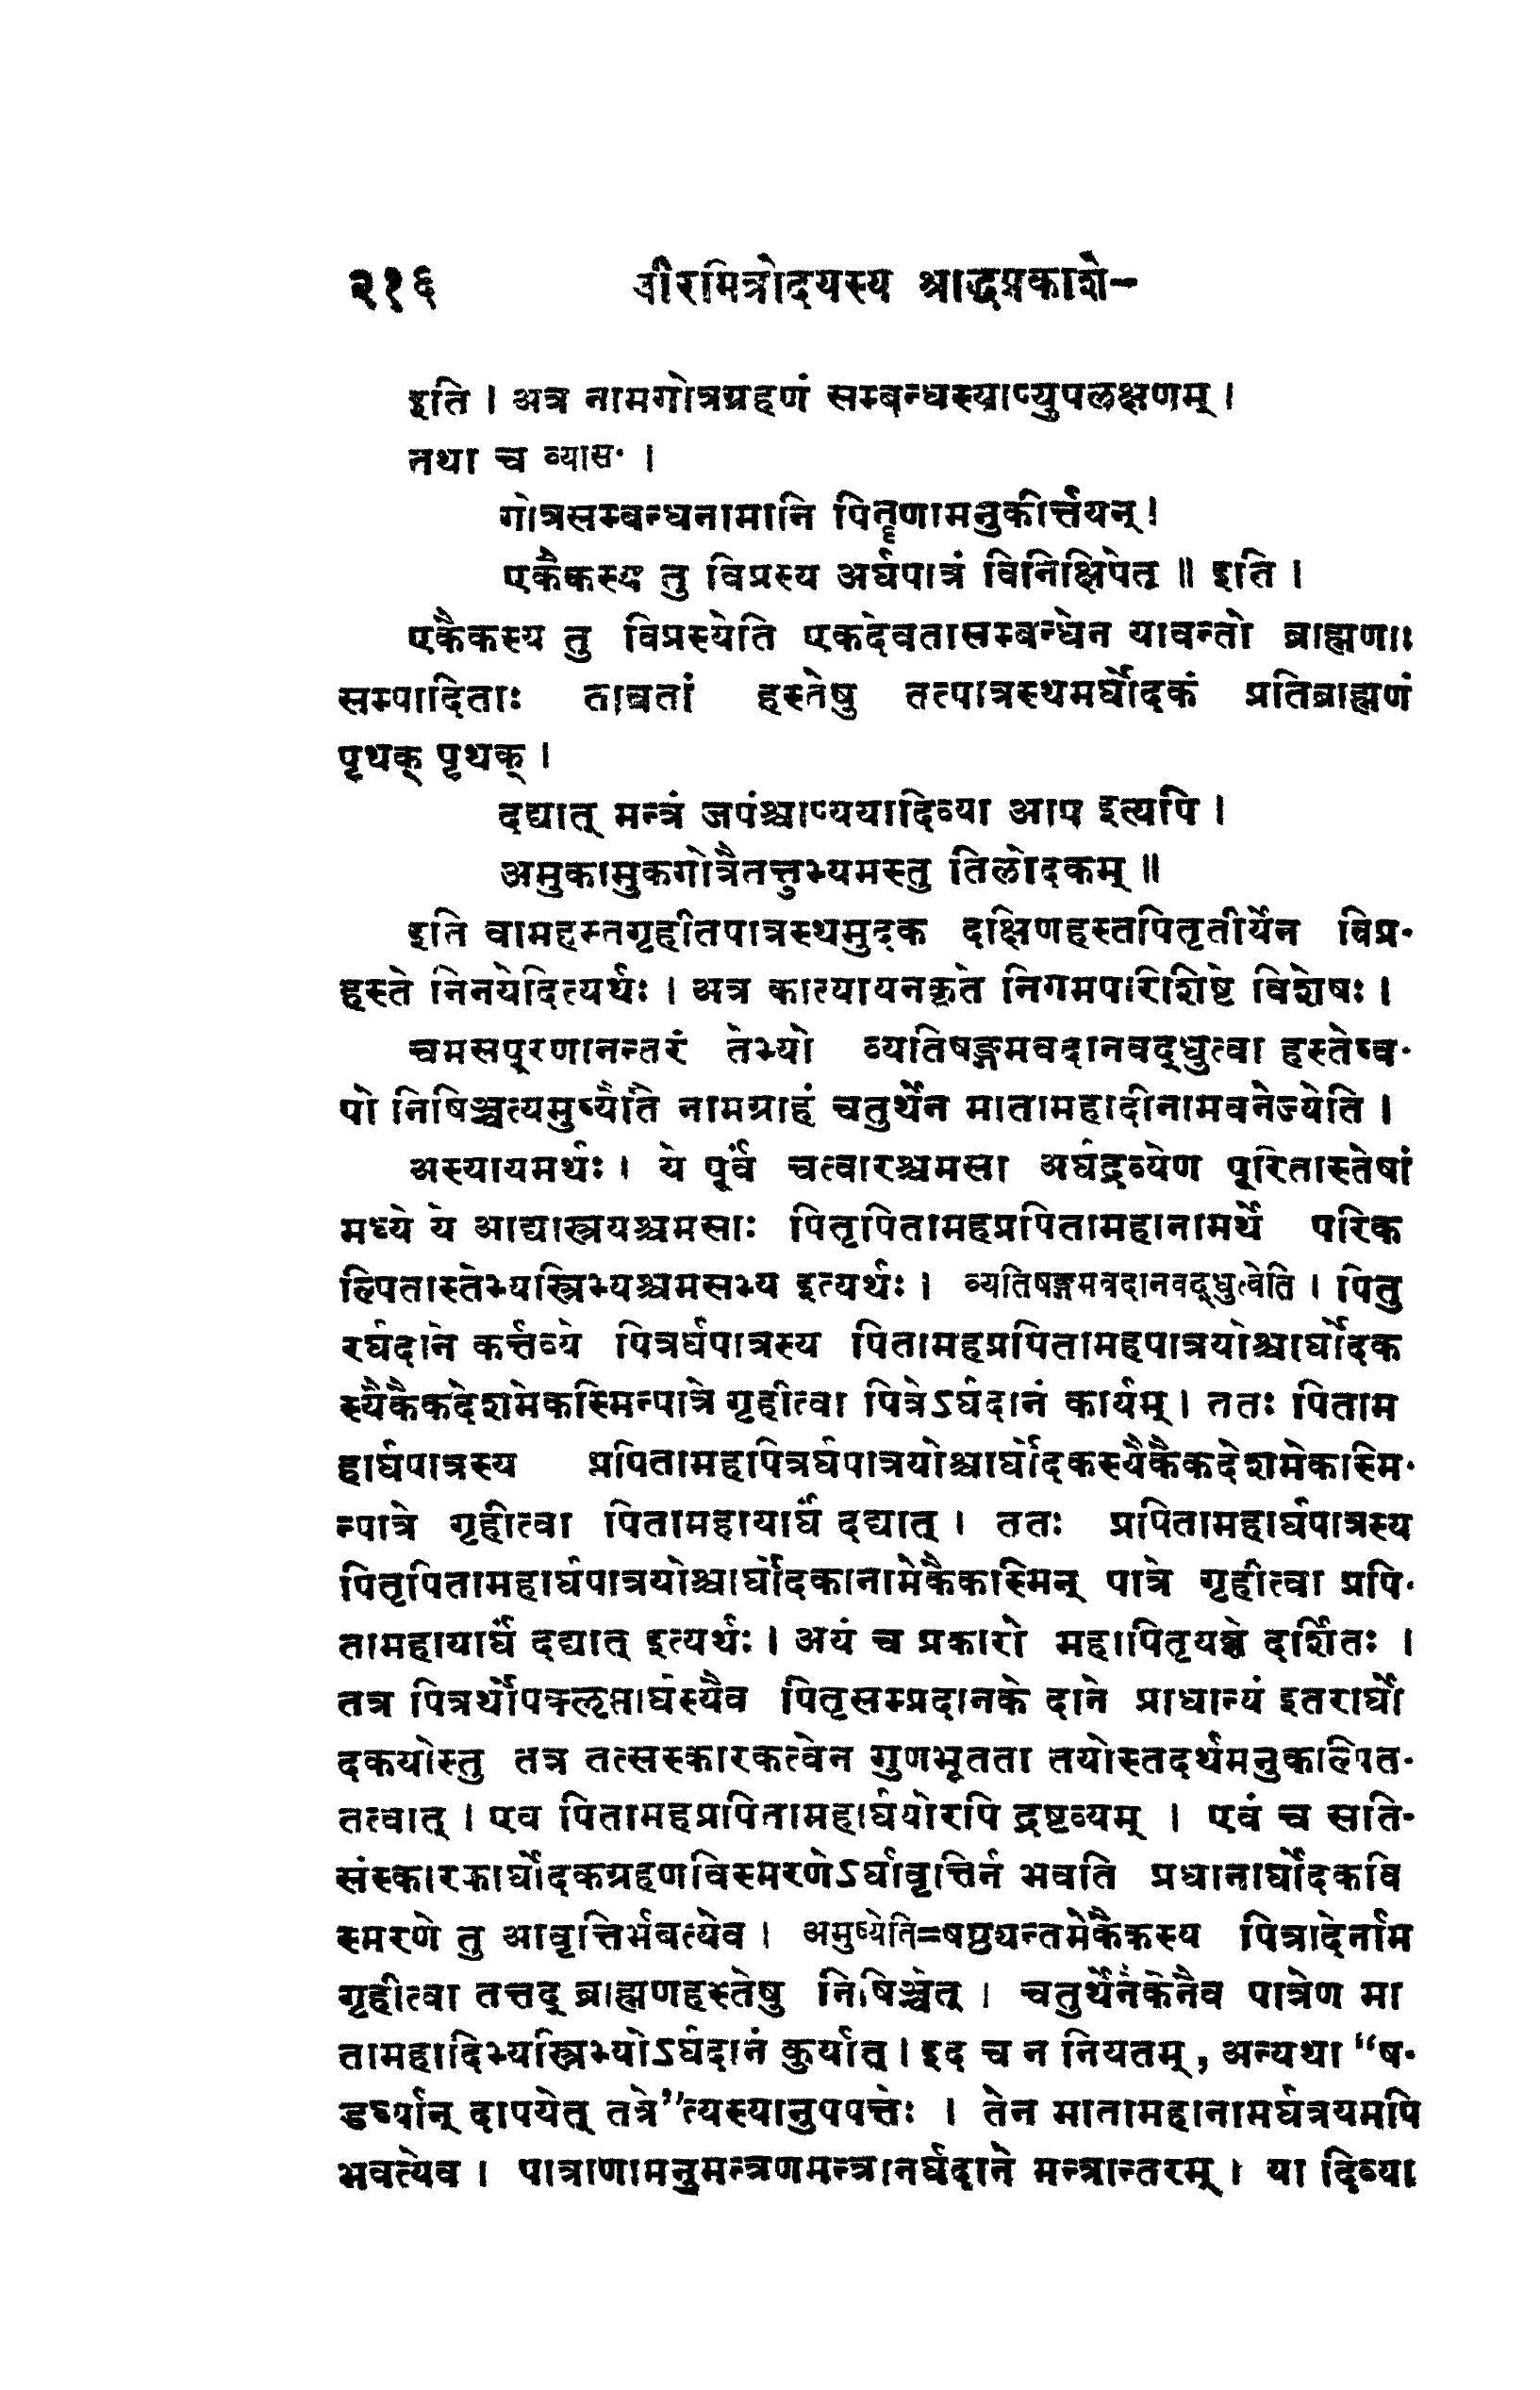 २१६ वीरमित्रोदयस्य श्राद्धप्रकाशे-
इति । अत्र नामगोत्रग्रहणं सम्बन्धस्याप्युपलक्षणम् ।
तथा च व्यासः ।
गोत्रसम्बन्धनामानि पितॄणामनुकीर्त्तयन् ।
एकैकस्य तु विप्रस्य अर्घपात्रं विनिक्षिपेत् ॥ इति ।
एकैकस्य तु विप्रस्येति एकदेवतासम्बन्धेन यावन्तो ब्राह्मणाः
सम्पादिताः तावतां हस्तेषु तत्पात्रस्थमर्घोदकं प्रतिब्राह्मणं
पृथक् पृथक् ।
दद्यात् मन्त्रं जपंश्चाप्ययादिव्या आप इत्यपि ।
अमुकामुकगोत्रैतत्तुभ्यमस्तु तिलोदकम् ॥
इति वामहस्तगृहीतपात्रस्थमुदक दक्षिणहस्तपितृतीर्येन विप्र-
हस्ते निनयेदित्यर्थः । अत्र कात्यायनकृते निगमपारिशिष्टे विशेषः ।
चमसपूरणानन्तरं तेभ्यो व्यतिषङ्गमवदानवद्धुत्वा हस्तेष्व-
पो निषिञ्चत्यमुष्यैति नामग्राहं चतुर्थेन मातामहादीनामवनेज्येति ।
अस्यायमर्थः । ये पूर्वं चत्वारश्चमसा अर्घद्रव्येण पूरितास्तेषां
मध्ये ये आद्यास्त्रयश्चमसाः पितृपितामहप्रपितामहानामर्थे परिक
ल्पितास्तेभ्यस्त्रिभ्यश्चमसभ्य इत्यर्थः । व्यतिषङ्गमवदानवद्धुत्वेति । पितु
रर्घदाने कर्त्तव्ये पित्रर्घपात्रस्य पितामहप्रपितामहपात्रयोश्चार्घोदक
स्यैकैकदेशमेकस्मिन्पात्रे गृहीत्वा पित्रेऽर्घदानं कार्यम् । ततः पिताम
हार्घपात्रस्य प्रपितामहपित्रर्घपात्रयोश्चार्घोदकस्यैकैकदेशमेकास्मि-
न्पात्रे गृहीत्वा पितामहायार्घं दद्यात् । ततः प्रपितामहार्घपात्रस्य
पितृपितामहार्घपात्रयोश्चार्घोदकानामेकैकास्मिन् पात्रे गृहीत्वा प्रपि-
तामहायार्घं दद्यात् इत्यर्थः । अयं च प्रकारो महापितृयज्ञे दर्शितः ।
तत्र पित्रर्थोपक्लृप्तार्घस्यैव पितृसम्प्रदानके दाने प्राधान्यं इतरार्घो
दकयोस्तु तत्र तत्सस्कारकत्वेन गुणभूतता तयोस्तदर्थमनुकाल्पित-
तत्वात् । एव पितामहप्रपितामहार्घयोरपि द्रष्टव्यम् । एवं च सति-
संस्कारकार्घोदकग्रहणविस्मरणेऽर्घावृत्तिर्न भवति प्रधानार्घोदकवि
स्मरणे तु आवृत्तिर्भवत्येव । अमुष्येति=षष्ठ्यन्तमेकैकस्य पित्रादेर्नाम
गृहीत्वा तत्तद् ब्राह्मणहस्तेषु निषिञ्चेत् । चतुर्थेनैकेनैव पात्रेण मा
तामहादिभ्यस्त्रिभ्योऽर्घदानं कुर्यात् । इद च न नियतम्, अन्यथा “ष-
डर्घ्यान् दापयेत् तत्रे”त्यस्यानुपपत्तेः । तेन मातामहानामर्घत्रयमपि
भवत्येव । पात्राणामनुमन्त्रणमन्त्रानर्घदाने मन्त्रान्तरम् । या दिव्या